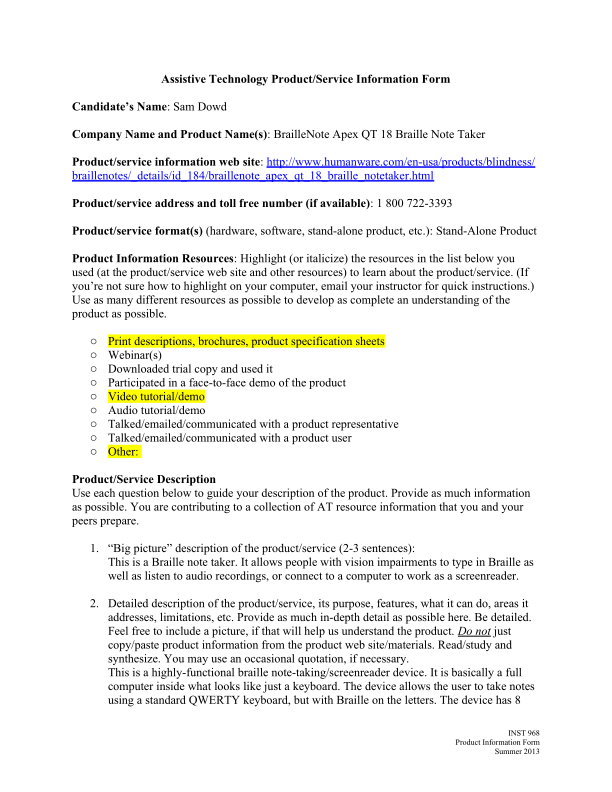 Assistive Technology Product/Service Information Form
Candidate’s Name: Sam Dowd
Company Name and Product Name(s): BrailleNote Apex QT 18 Braille Note Taker
Product/service information web site: http://www.humanware.com/en-usa/products/blindness/
braillenotes/_details/id_184/braillenote_apex_qt_18_braille_notetaker.html
Product/service address and toll free number (if available): 1 800 722-3393
Product/service format(s) (hardware, software, stand-alone product, etc.): Stand-Alone Product
Product Information Resources: Highlight (or italicize) the resources in the list below you
used (at the product/service web site and other resources) to learn about the product/service. (If
you’re not sure how to highlight on your computer, email your instructor for quick instructions.)
Use as many different resources as possible to develop as complete an understanding of the
product as possible.
○ Print descriptions, brochures, product specification sheets
○ Webinar(s)
○ Downloaded trial copy and used it
○ Participated in a face-to-face demo of the product
○ Video tutorial/demo
○ Audio tutorial/demo
○ Talked/emailed/communicated with a product representative
○ Talked/emailed/communicated with a product user
○ Other:
Product/Service Description
Use each question below to guide your description of the product. Provide as much information
as possible. You are contributing to a collection of AT resource information that you and your
peers prepare.
1. “Big picture” description of the product/service (2-3 sentences):
This is a Braille note taker. It allows people with vision impairments to type in Braille as
well as listen to audio recordings, or connect to a computer to work as a screenreader.
2. Detailed description of the product/service, its purpose, features, what it can do, areas it
addresses, limitations, etc. Provide as much in-depth detail as possible here. Be detailed.
Feel free to include a picture, if that will help us understand the product. Do not just
copy/paste product information from the product web site/materials. Read/study and
synthesize. You may use an occasional quotation, if necessary.
This is a highly-functional braille note-taking/screenreader device. It is basically a full
computer inside what looks like just a keyboard. The device allows the user to take notes
using a standard QWERTY keyboard, but with Braille on the letters. The device has 8
INST 968
Product Information Form
Summer 2013